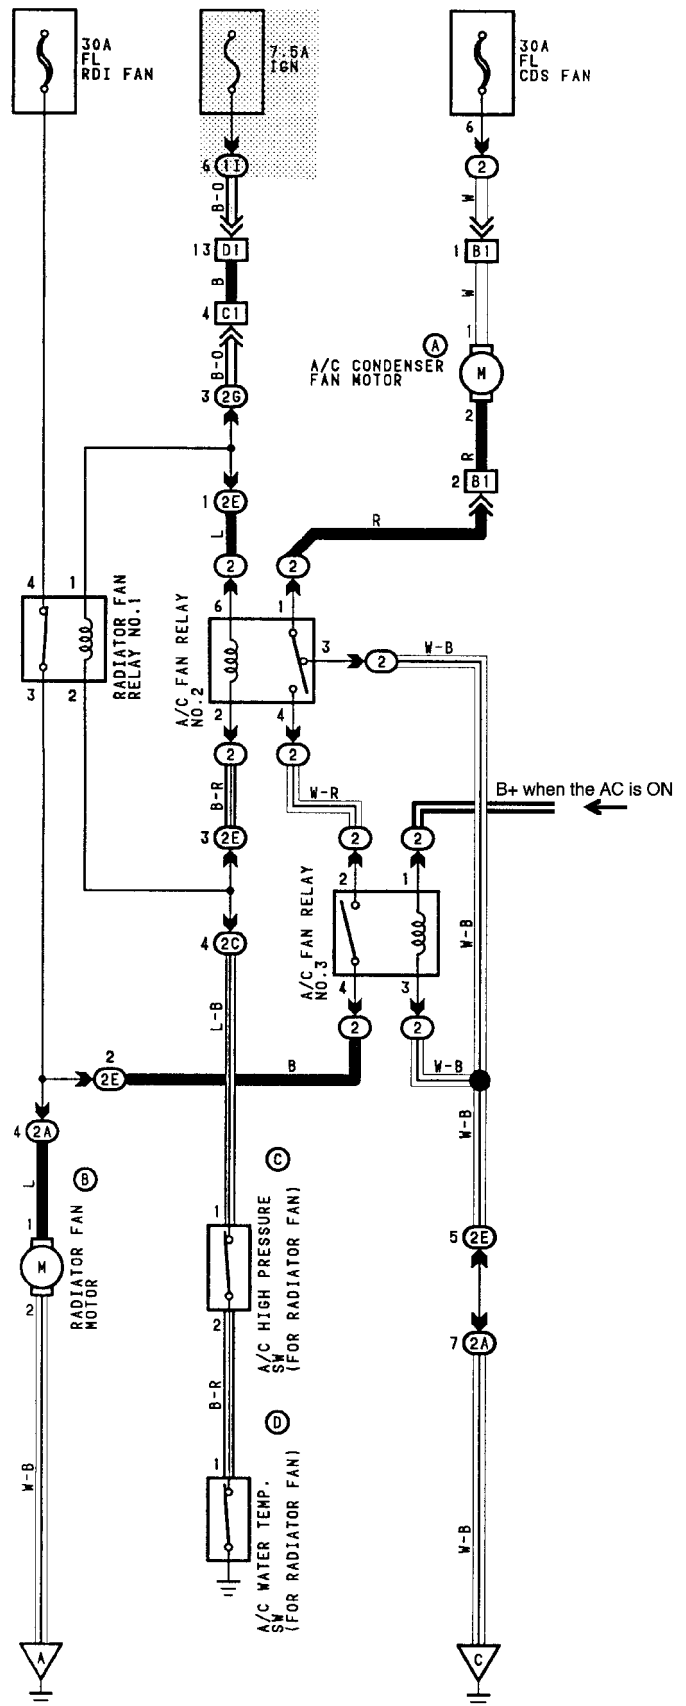 30A
FL
RDI FAN
7.5A
IGN
30A
FL
CDS FAN
6
6 1I
2
B-O
W
13 D1
1 B1
B
W
4 C1
1
B-O
A
A/C CONDENSER
FAN MOTOR
M
3 2G
2
R
1 2E
2 B1
L
R
2
2
4
1
6
1
RADIATOR FAN
RELAY NO.1
A/C FAN RELAY
NO.2
3
2
W-B
3
2
2
4
2
2
B-R
W-R
B+ when the AC is ON
3 2E
2
2
2
1
A/C FAN RELAY
NO.3
4 2C
W-B
4
3
L-B
2
2
2
2E
B
W-B
W-B
4 2A
L
B
C
1
1
5 2E
M
RADIATOR FAN
MOTOR
A/C HIGH PRESSURE
SW
(FOR RADIATOR FAN)
2
2
7 2A
B-R
D
W-B
1
A/C WATER TEMP.
SW
(FOR RADIATOR FAN)
W-B
A
C